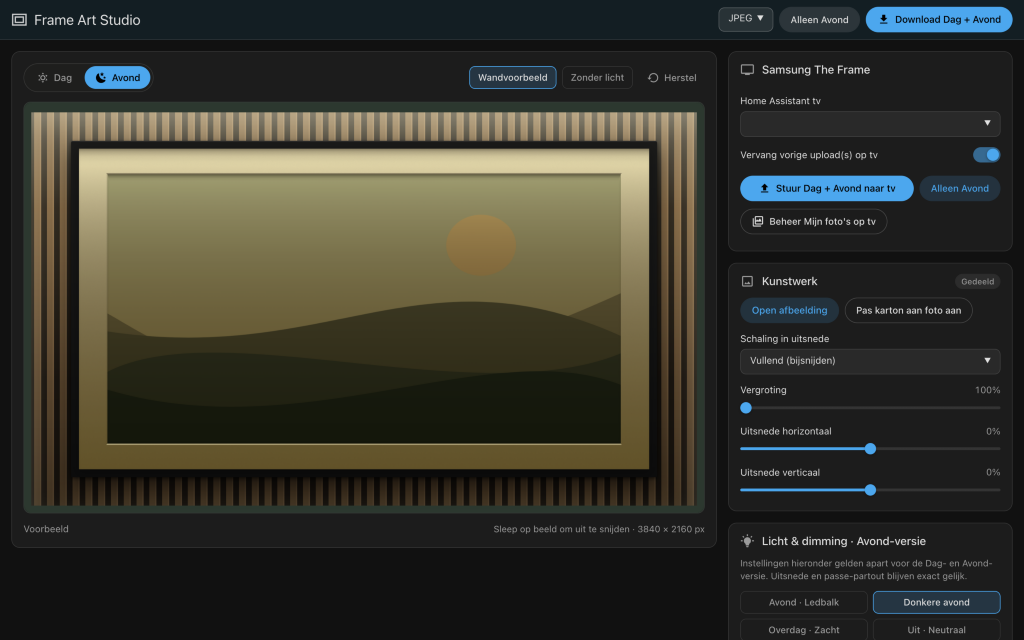 Frame Art Studio
JPEG
Alleen Avond
Download Dag + Avond
Dag
Avond
Wandvoorbeeld
Zonder licht
Herstel
Voorbeeld
Sleep op beeld om uit te snijden · 3840 × 2160 px
Samsung The Frame
Home Assistant tv
Vervang vorige upload(s) op tv
Stuur Dag + Avond naar tv
Alleen Avond
Beheer Mijn foto's op tv
Kunstwerk
Gedeeld
Open afbeelding
Pas karton aan foto aan
Schaling in uitsnede
Vullend (bijsnijden)
Vergroting
100%
Uitsnede horizontaal
0%
Uitsnede verticaal
0%
Licht & dimming · Avond-versie
Instellingen hieronder gelden apart voor de Dag- en Avond-
versie. Uitsnede en passe-partout blijven exact gelijk.
Avond · Ledbalk
Donkere avond
Overdag · Zacht
Uit · Neutraal